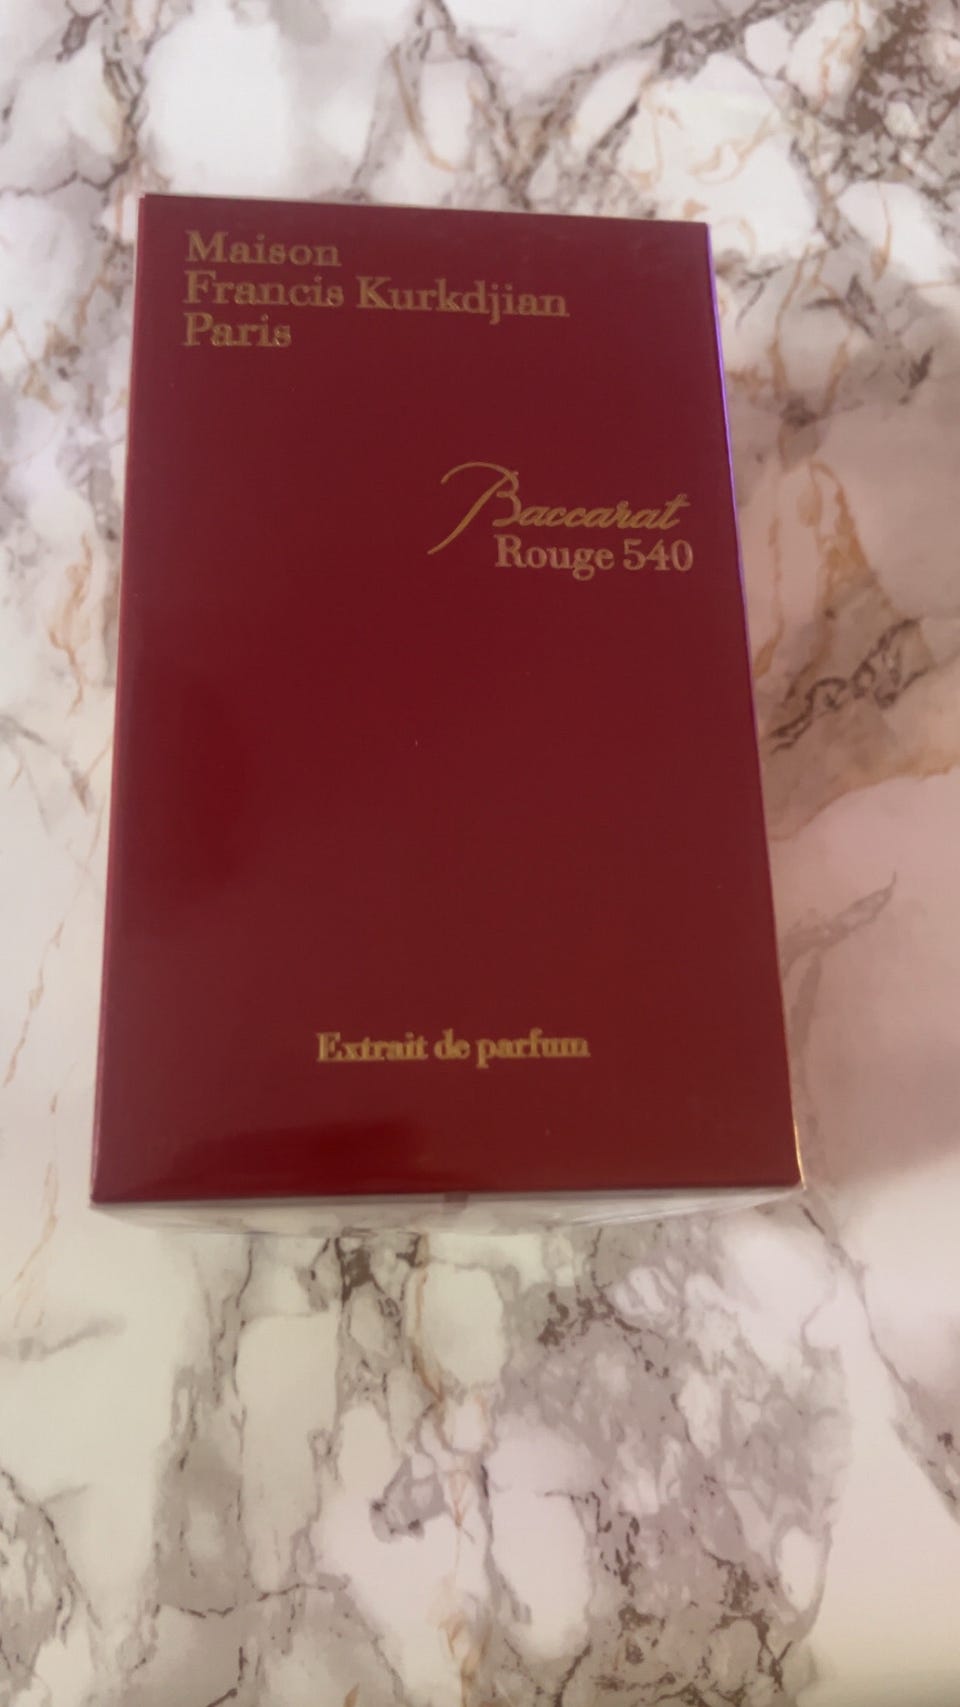 Maison
Francis Kurkdjian
Paris
Baccarat
Rouge 540
Extrait de parfum